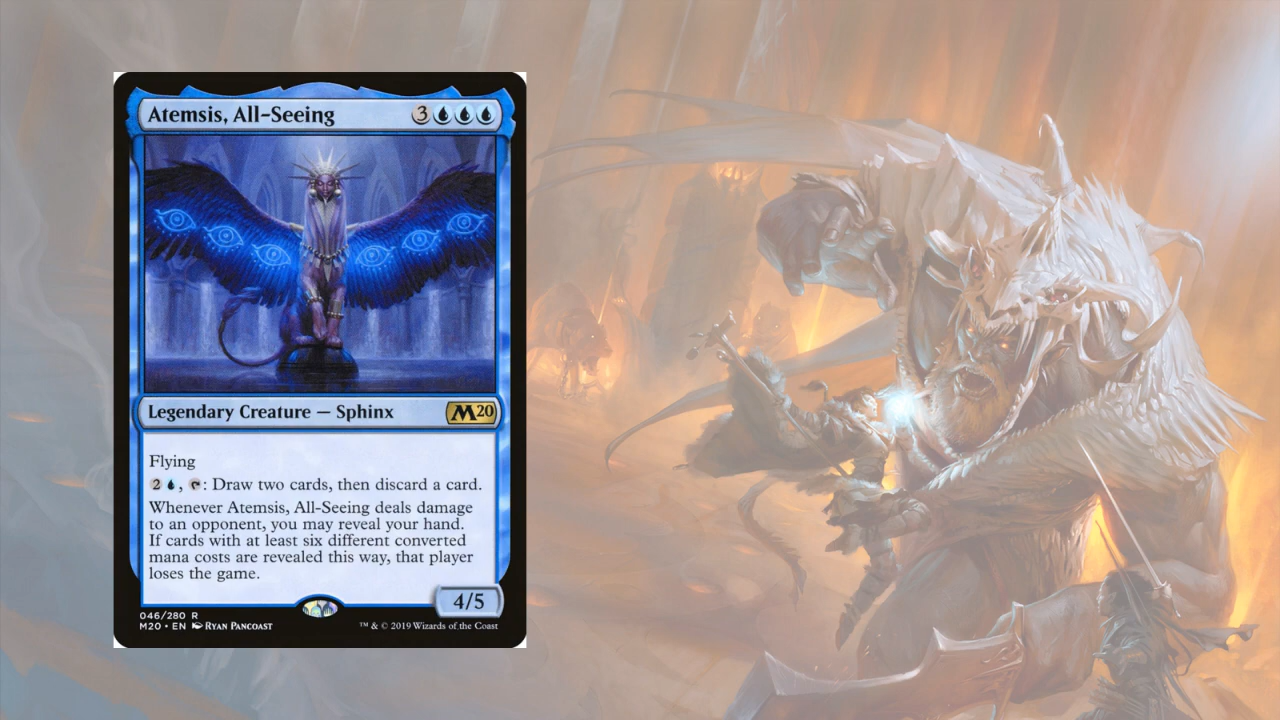 Atemsis, All-Seeing 3
Legendary Creature — Sphinx M20
Flying
2 , : Draw two cards, then discard a card.
Whenever Atemsis, All-Seeing deals damage
to an opponent, you may reveal your hand.
If cards with at least six different converted
mana costs are revealed this way, that player
loses the game.
4/5
046/280 R
M20 • EN RYAN PANCOAST ™ & © 2019 Wizards of the Coast